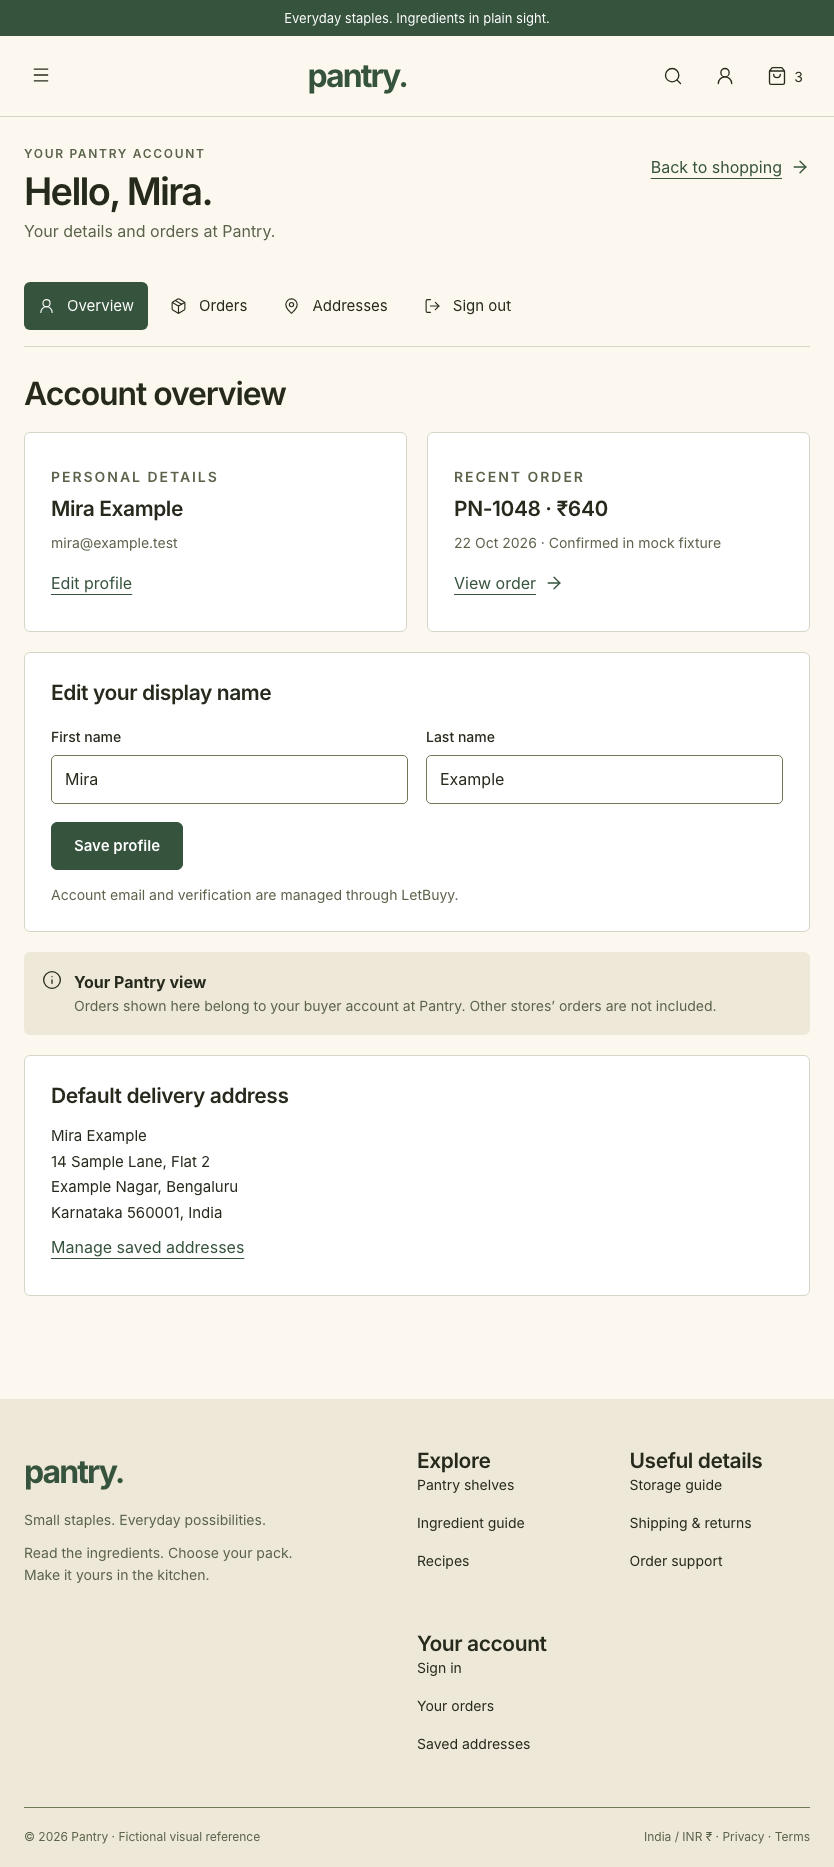 Everyday staples. Ingredients in plain sight.
pantry.
3
YOUR PANTRY ACCOUNT
Hello, Mira.
Your details and orders at Pantry.
Back to shopping
Overview
Orders
Addresses
Sign out
Account overview
PERSONAL DETAILS
Mira Example
mira@example.test
Edit profile
RECENT ORDER
PN-1048 · ₹640
22 Oct 2026 · Confirmed in mock fixture
View order
Edit your display name
First name
Mira
Last name
Example
Save profile
Account email and verification are managed through LetBuyy.
Your Pantry view
Orders shown here belong to your buyer account at Pantry. Other stores’ orders are not included.
Default delivery address
Mira Example
14 Sample Lane, Flat 2
Example Nagar, Bengaluru
Karnataka 560001, India
Manage saved addresses
pantry.
Small staples. Everyday possibilities.
Read the ingredients. Choose your pack.
Make it yours in the kitchen.
Explore
Pantry shelves
Ingredient guide
Recipes
Useful details
Storage guide
Shipping & returns
Order support
Your account
Sign in
Your orders
Saved addresses
© 2026 Pantry · Fictional visual reference
India / INR ₹ · Privacy · Terms